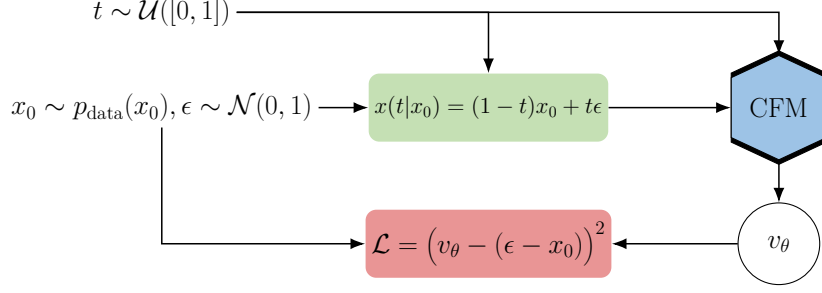 t ∼ 𝒰([0, 1])
x₀ ∼ p_data(x₀), ϵ ∼ 𝒩(0, 1)
x(t|x₀) = (1 − t)x₀ + tϵ
CFM
ℒ = (v_θ − (ϵ − x₀))²
v_θ